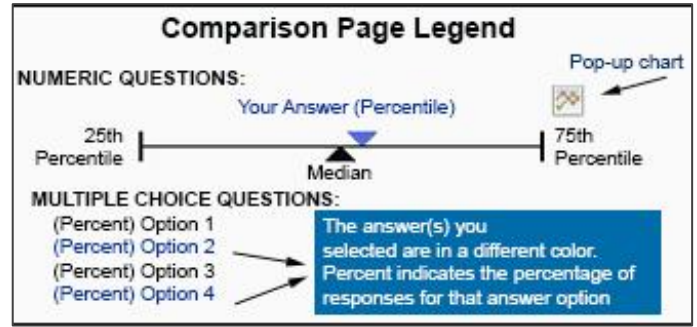 Comparison Page Legend
Pop-up chart
NUMERIC QUESTIONS:
Your Answer (Percentile)
25th
Percentile
75th
Percentile
Median
MULTIPLE CHOICE QUESTIONS:
(Percent) Option 1
(Percent) Option 2
(Percent) Option 3
(Percent) Option 4
The answer(s) you
selected are in a different color.
Percent indicates the percentage of
responses for that answer option